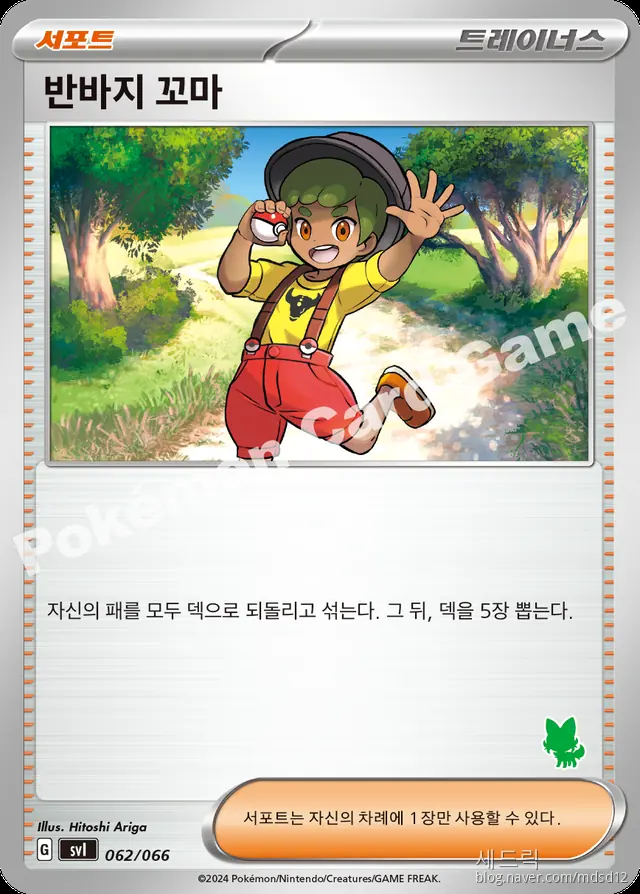 서포트
트레이너스
반바지 꼬마
Pokémon Card Game
자신의 패를 모두 덱으로 되돌리고 섞는다. 그 뒤, 덱을 5장 뽑는다.
서포트는 자신의 차례에 1장만 사용할 수 있다.
Illus. Hitoshi Ariga
G svI 062/066
©2024 Pokémon/Nintendo/Creatures/GAME FREAK.
세드릭
blog.naver.com/mdsd12